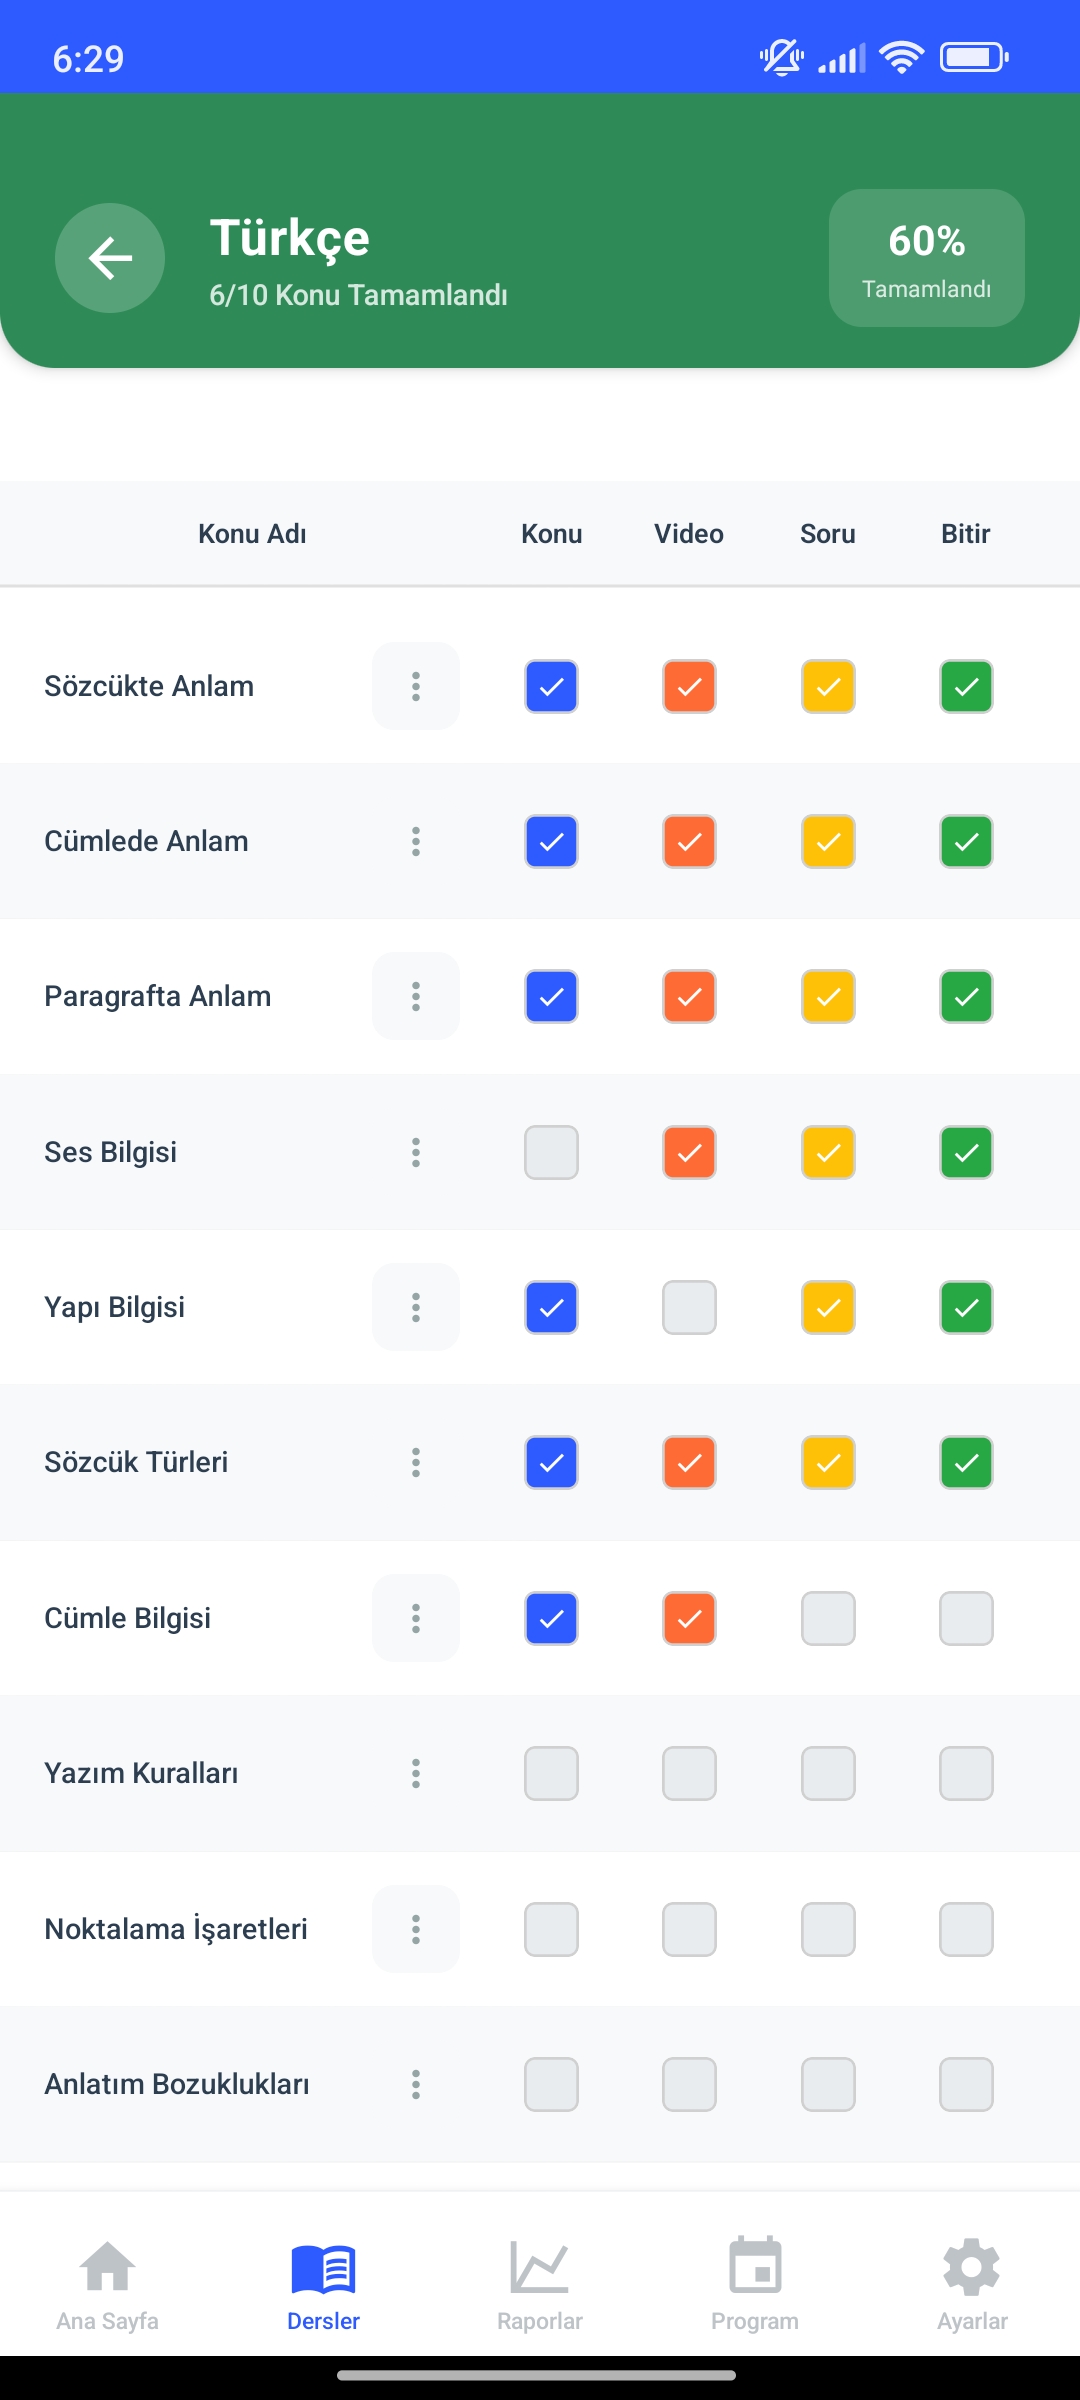 6:29
Türkçe
6/10 Konu Tamamlandı
60%
Tamamlandı
Konu Adı Konu Video Soru Bitir
Sözcükte Anlam
Cümlede Anlam
Paragrafta Anlam
Ses Bilgisi
Yapı Bilgisi
Sözcük Türleri
Cümle Bilgisi
Yazım Kuralları
Noktalama İşaretleri
Anlatım Bozuklukları
Ana Sayfa Dersler Raporlar Program Ayarlar